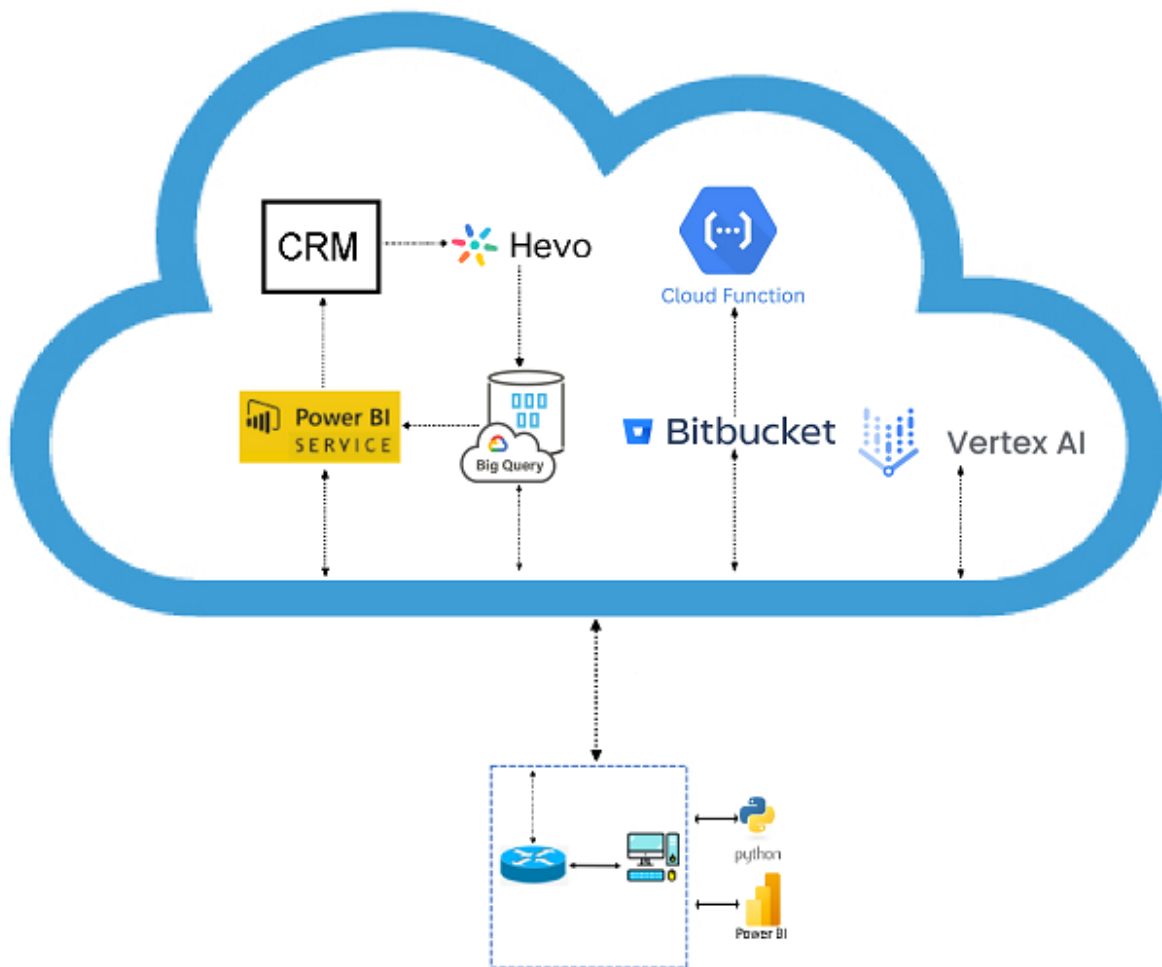 CRM
Hevo
Cloud Function
Power BI
SERVICE
Big Query
Bitbucket
Vertex AI
python
Power BI